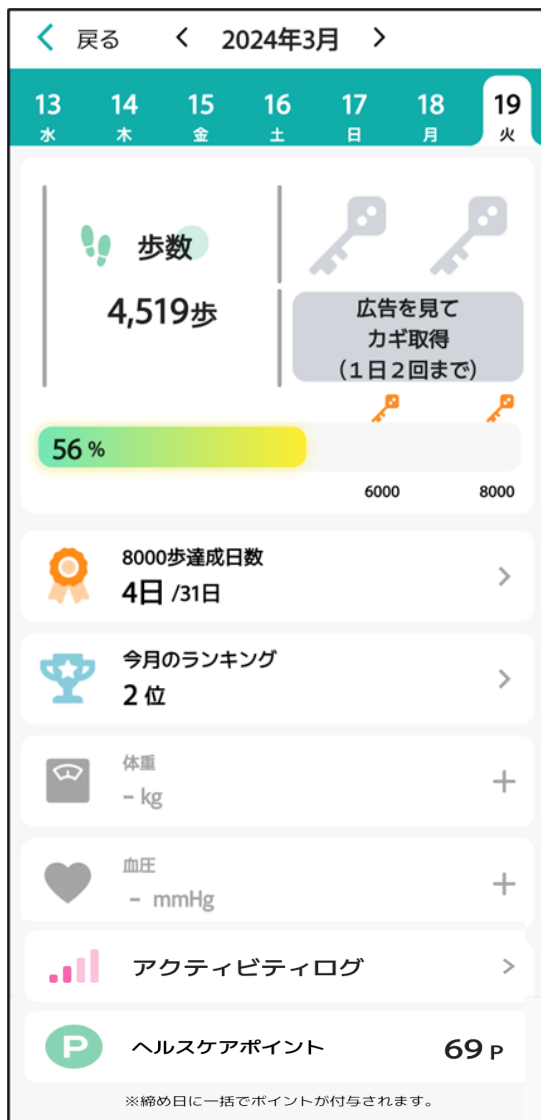 戻る 2024年3月
13 14 15 16 17 18 19
水 木 金 土 日 月 火
歩数
4,519歩
広告を見て
カギ取得
(１日２回まで)
56 %
6000 8000
8000歩達成日数
4日 /31日
今月のランキング
2 位
体重
- kg
血圧
- mmHg
アクティビティログ
P ヘルスケアポイント 69 P
※締め日に一括でポイントが付与されます。